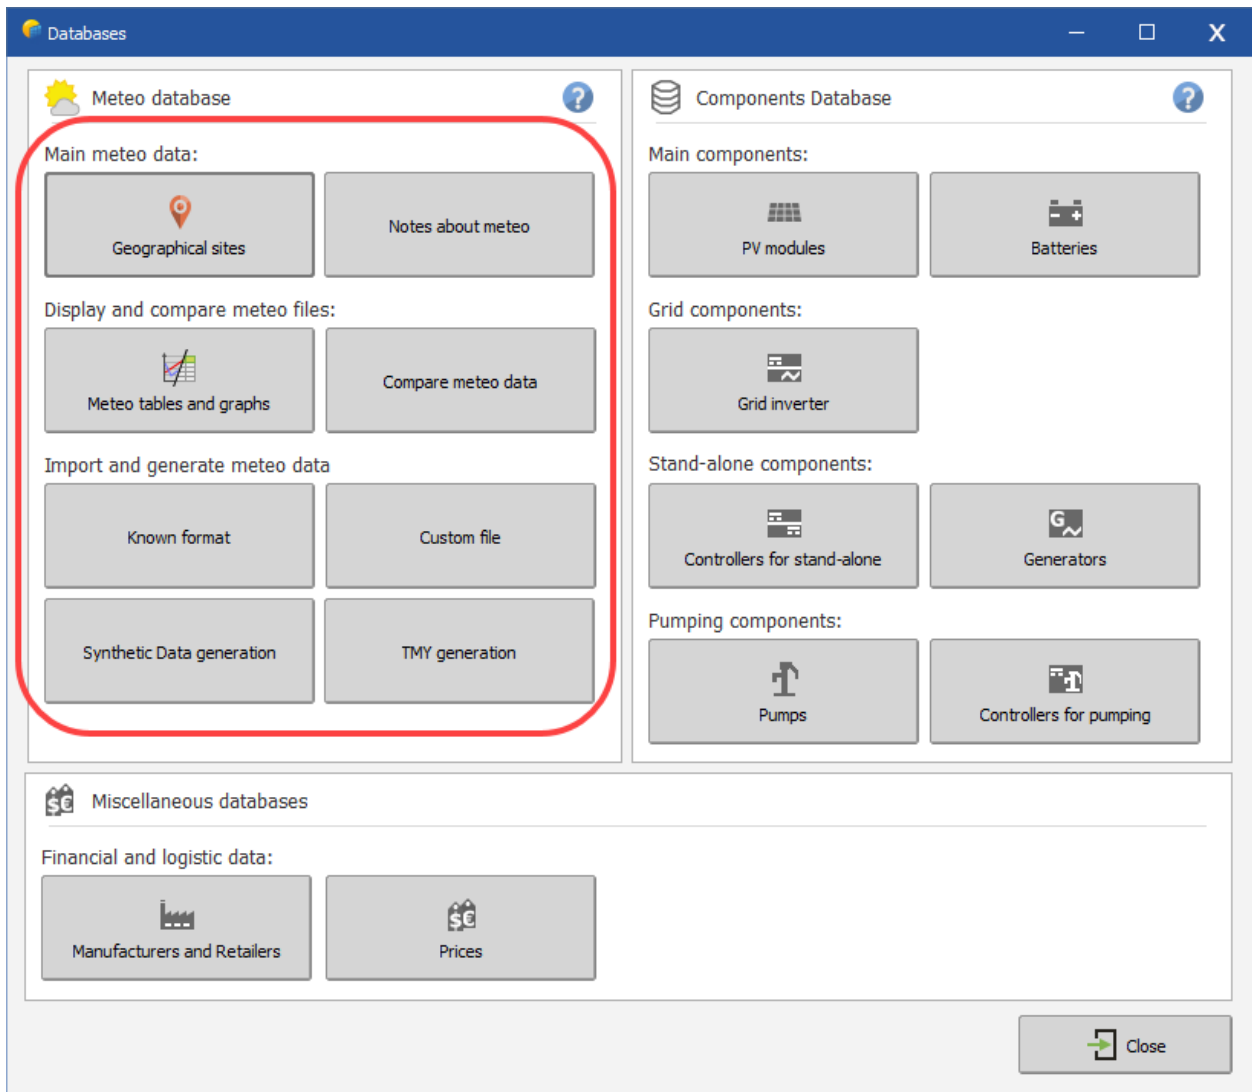 Databases
Meteo database
Main meteo data:
Geographical sites
Notes about meteo
Display and compare meteo files:
Meteo tables and graphs
Compare meteo data
Import and generate meteo data
Known format
Custom file
Synthetic Data generation
TMY generation
Components Database
Main components:
PV modules
Batteries
Grid components:
Grid inverter
Stand-alone components:
Controllers for stand-alone
G
Generators
Pumping components:
Pumps
Controllers for pumping
$€
Miscellaneous databases
Financial and logistic data:
Manufacturers and Retailers
$€
Prices
Close